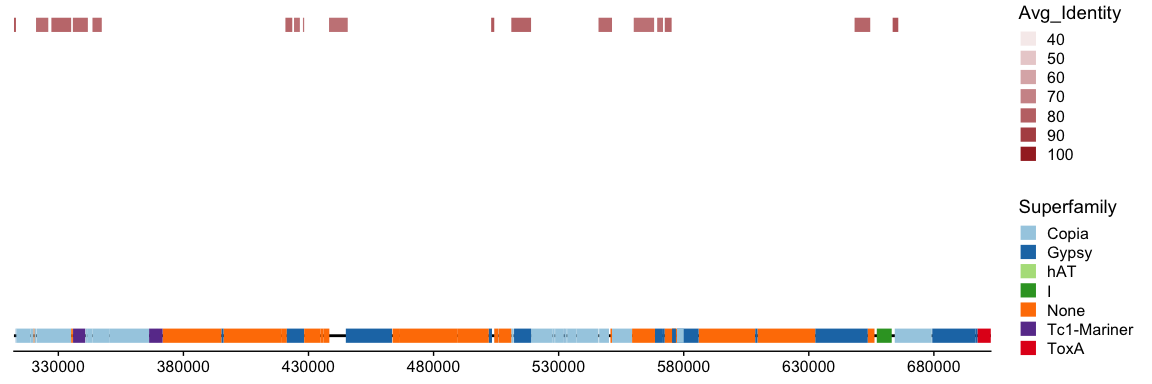 Avg_Identity
40
50
60
70
80
90
100
Superfamily
Copia
Gypsy
hAT
I
None
Tc1-Mariner
ToxA
330000 380000 430000 480000 530000 580000 630000 680000